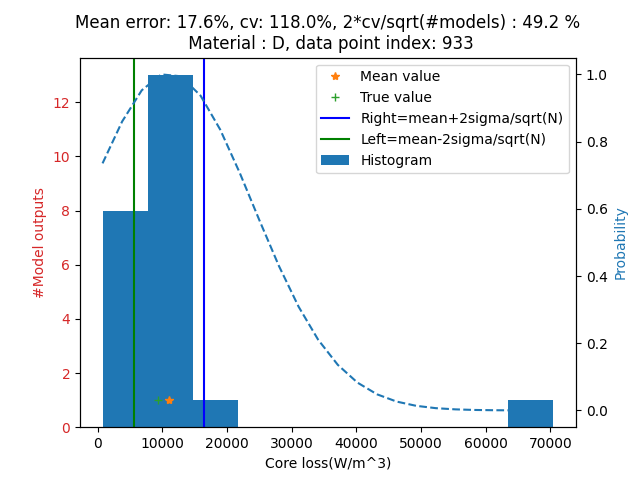 Mean error: 17.6%, cv: 118.0%, 2*cv/sqrt(#models) : 49.2 %
Material : D, data point index: 933
Mean value
True value
Right=mean+2sigma/sqrt(N)
Left=mean-2sigma/sqrt(N)
Histogram
#Model outputs
12
10
8
6
4
2
0
Probability
1.0
0.8
0.6
0.4
0.2
0.0
0 10000 20000 30000 40000 50000 60000 70000
Core loss(W/m^3)